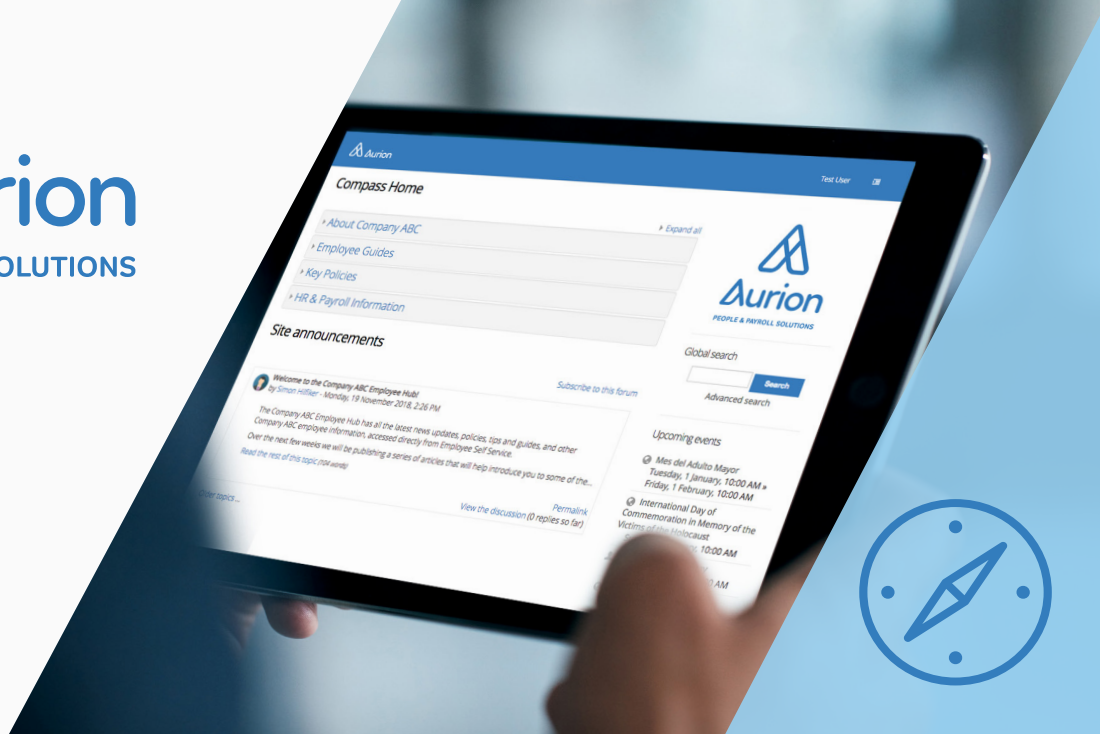 rion
OLUTIONS
Aurion
Test User
Compass Home
Expand all
About Company ABC
Employee Guides
Key Policies
HR & Payroll Information
Site announcements
Subscribe to this forum
Welcome to the Company ABC Employee Hub!
by Simon Hilfiker - Monday, 19 November 2018, 2:26 PM
The Company ABC Employee Hub has all the latest news updates, policies, tips and guides, and other
Company ABC employee information, accessed directly from Employee Self Service.
Over the next few weeks we will be publishing a series of articles that will help introduce you to some of the...
Read the rest of this topic (104 words)
Permalink
View the discussion (0 replies so far)
Older topics ...
Aurion
PEOPLE & PAYROLL SOLUTIONS
Global search
Search
Advanced search
Upcoming events
Mes del Adulto Mayor
Tuesday, 1 January, 10:00 AM »
Friday, 1 February, 10:00 AM
International Day of
Commemoration in Memory of the
Victims of the Holocaust
10:00 AM
AM